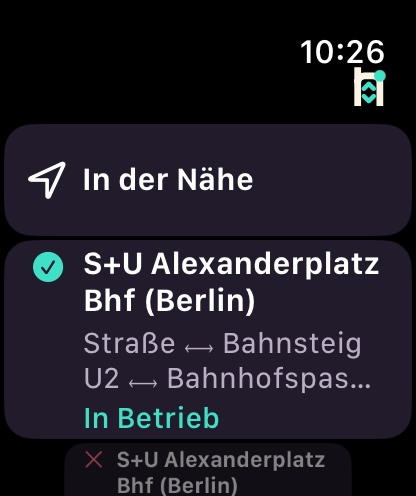 10:26
In der Nähe
S+U Alexanderplatz
Bhf (Berlin)
Straße ⟷ Bahnsteig
U2 ⟷ Bahnhofspas...
In Betrieb
S+U Alexanderplatz
Bhf (Berlin)